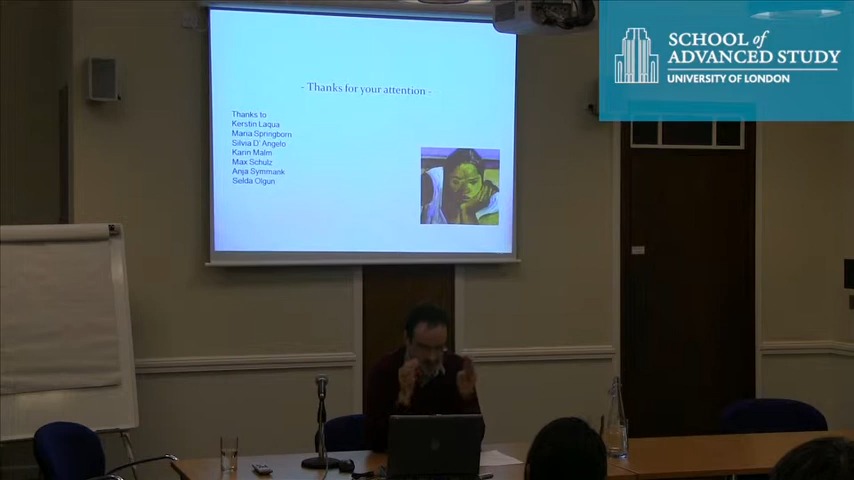 SCHOOL of
ADVANCED STUDY
UNIVERSITY OF LONDON
- Thanks for your attention -
Thanks to
Kerstin Laqua
Maria Springborn
Silvia D' Angelo
Karin Malm
Max Schulz
Anja Symmank
Selda Olgun